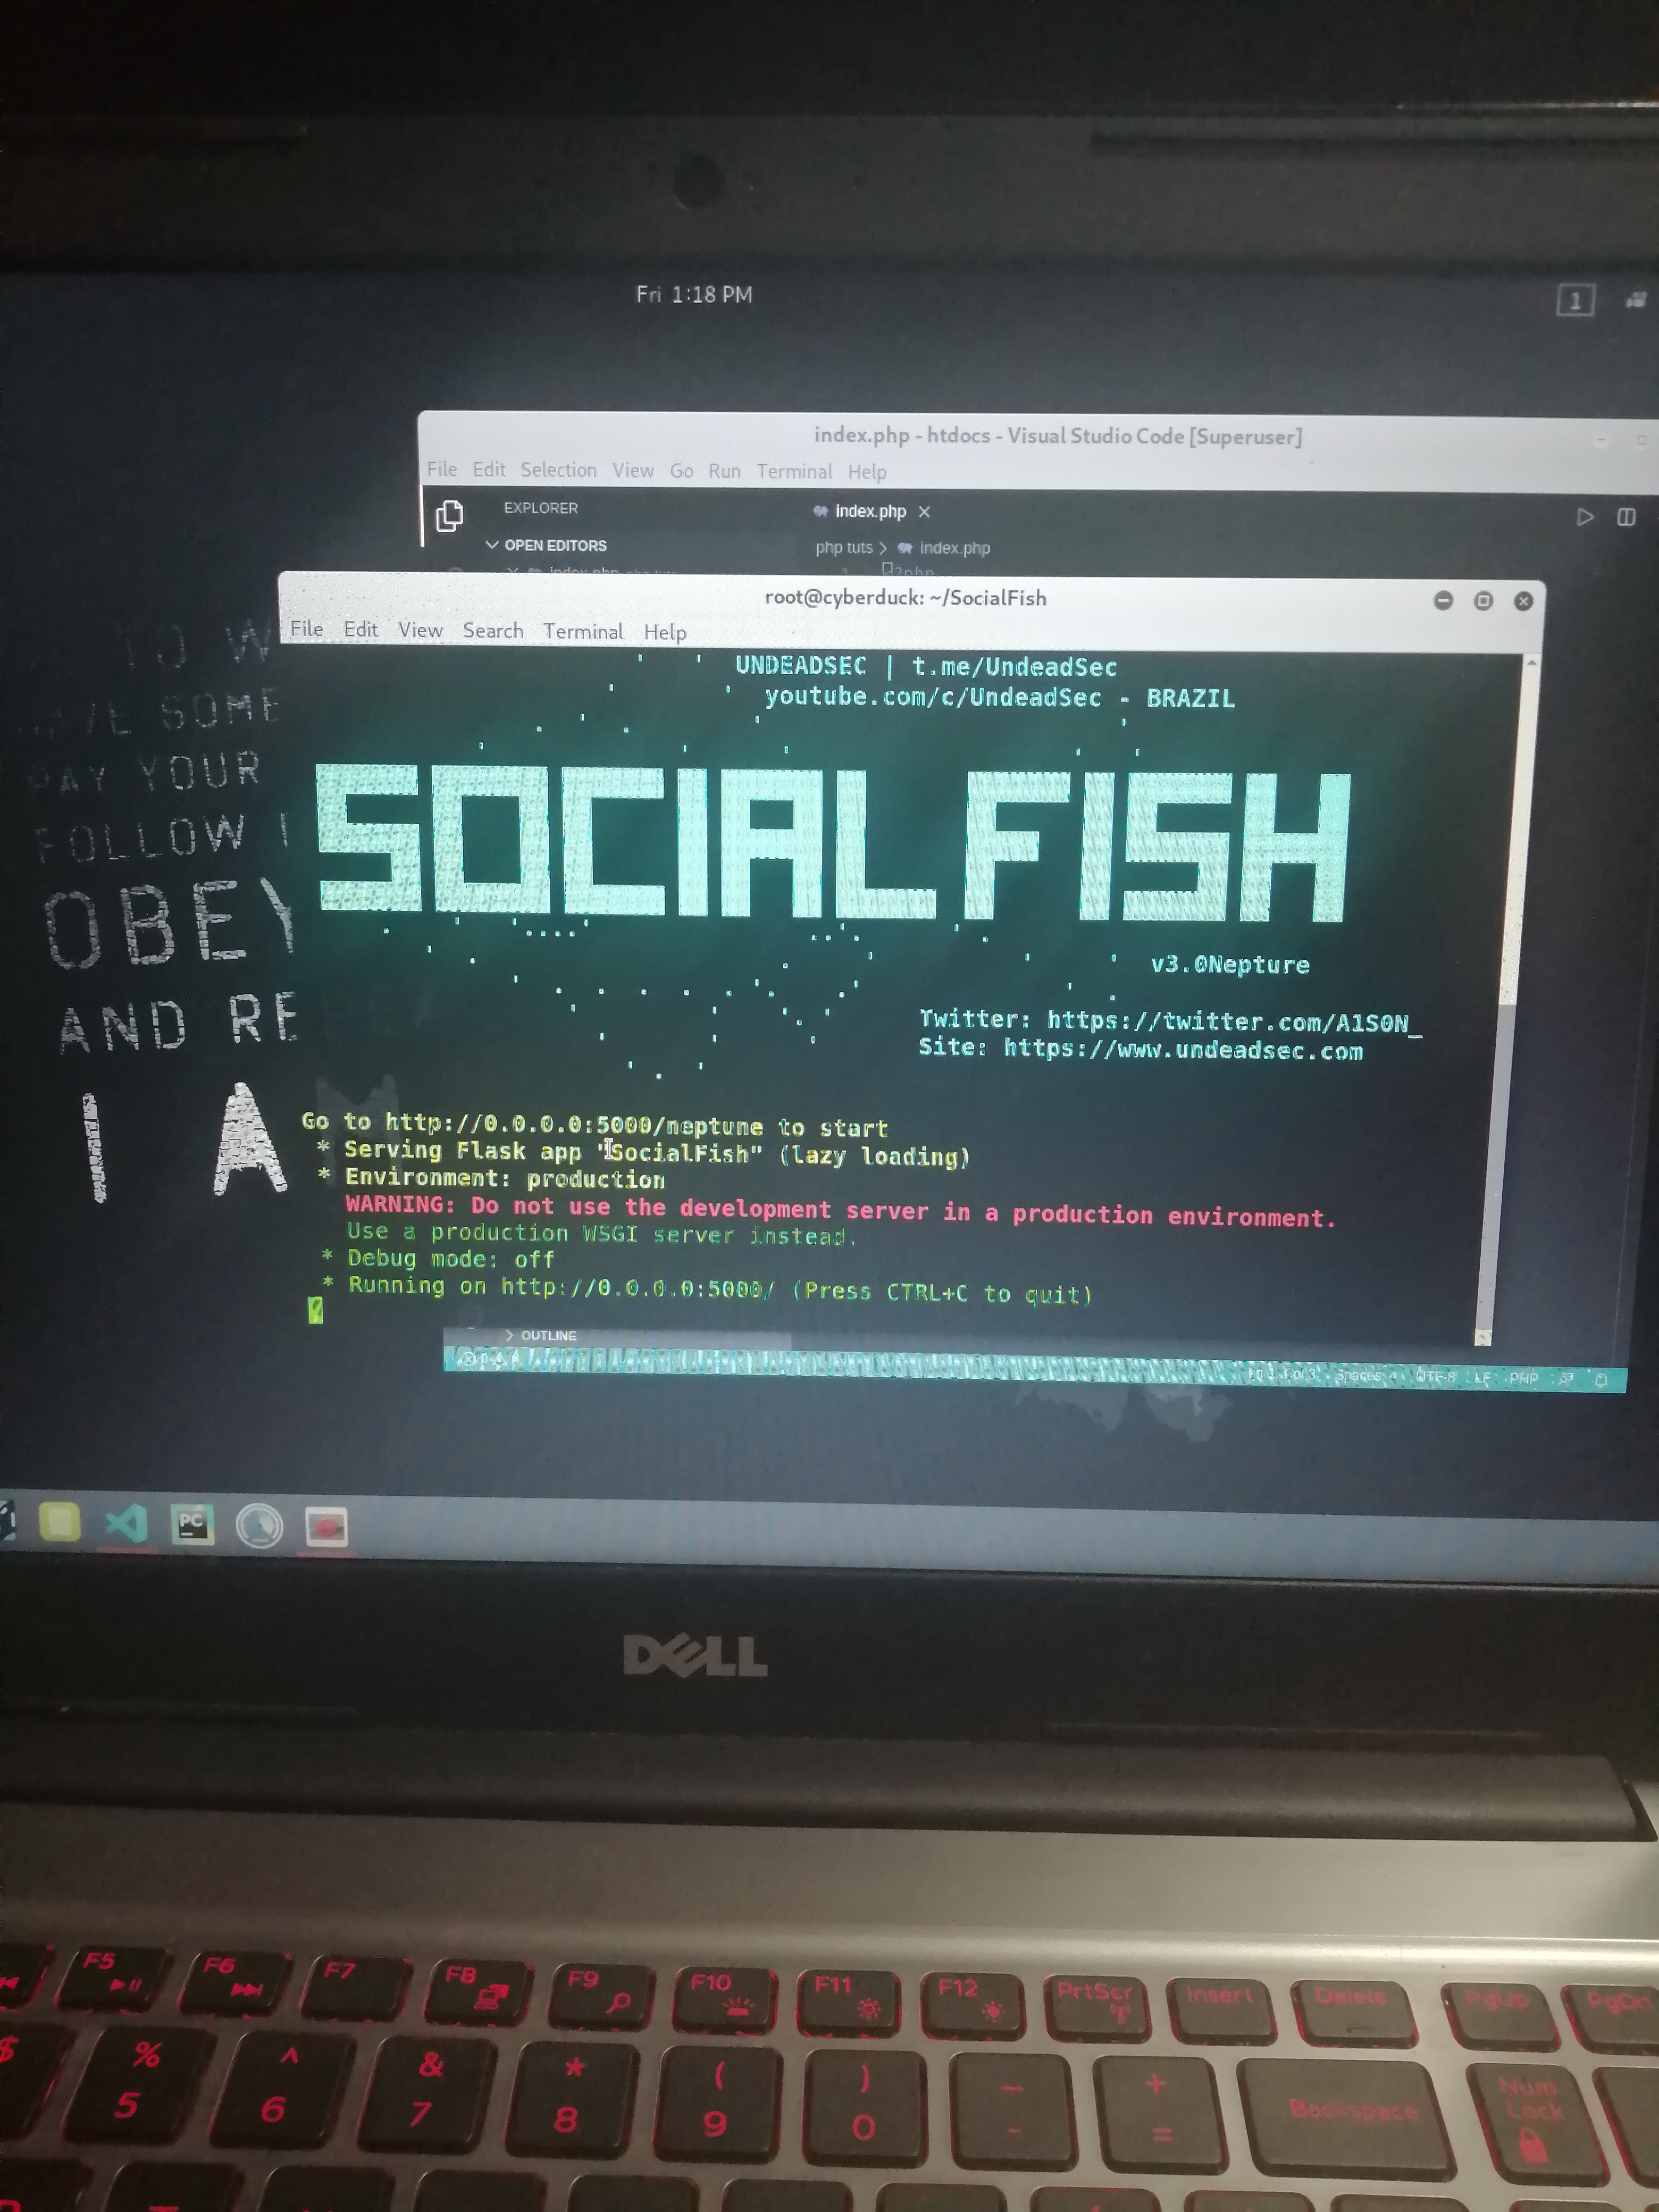 Fri 1:18 PM
1
index.php - htdocs - Visual Studio Code [Superuser]
File Edit Selection View Go Run Terminal Help
EXPLORER
index.php
OPEN EDITORS
php tuts > index.php
index.php
1 ?php
root@cyberduck: ~/SocialFish
File Edit View Search Terminal Help
UNDEADSEC | t.me/UndeadSec
youtube.com/c/UndeadSec - BRAZIL
SOCIALFISH
v3.0Nepture
Twitter: https://twitter.com/A1S0N_
Site: https://www.undeadsec.com
Go to http://0.0.0.0:5000/neptune to start
* Serving Flask app "SocialFish" (lazy loading)
* Environment: production
WARNING: Do not use the development server in a production environment.
Use a production WSGI server instead.
* Debug mode: off
* Running on http://0.0.0.0:5000/ (Press CTRL+C to quit)
TO W
SOME
PAY YOUR
FOLLOW
OBEY
AND RE
I A
> OUTLINE
0 0
Ln 1, Col 3 Spaces: 4 UTF-8 LF PHP
PC
DELL
F5 F6 F7 F8 F9 F10 F11 F12 PrtScr Insert Delete PgUp PgDn
$ % ^ & * ( ) _ +
5 6 7 8 9 0 - = Backspace Num Lock